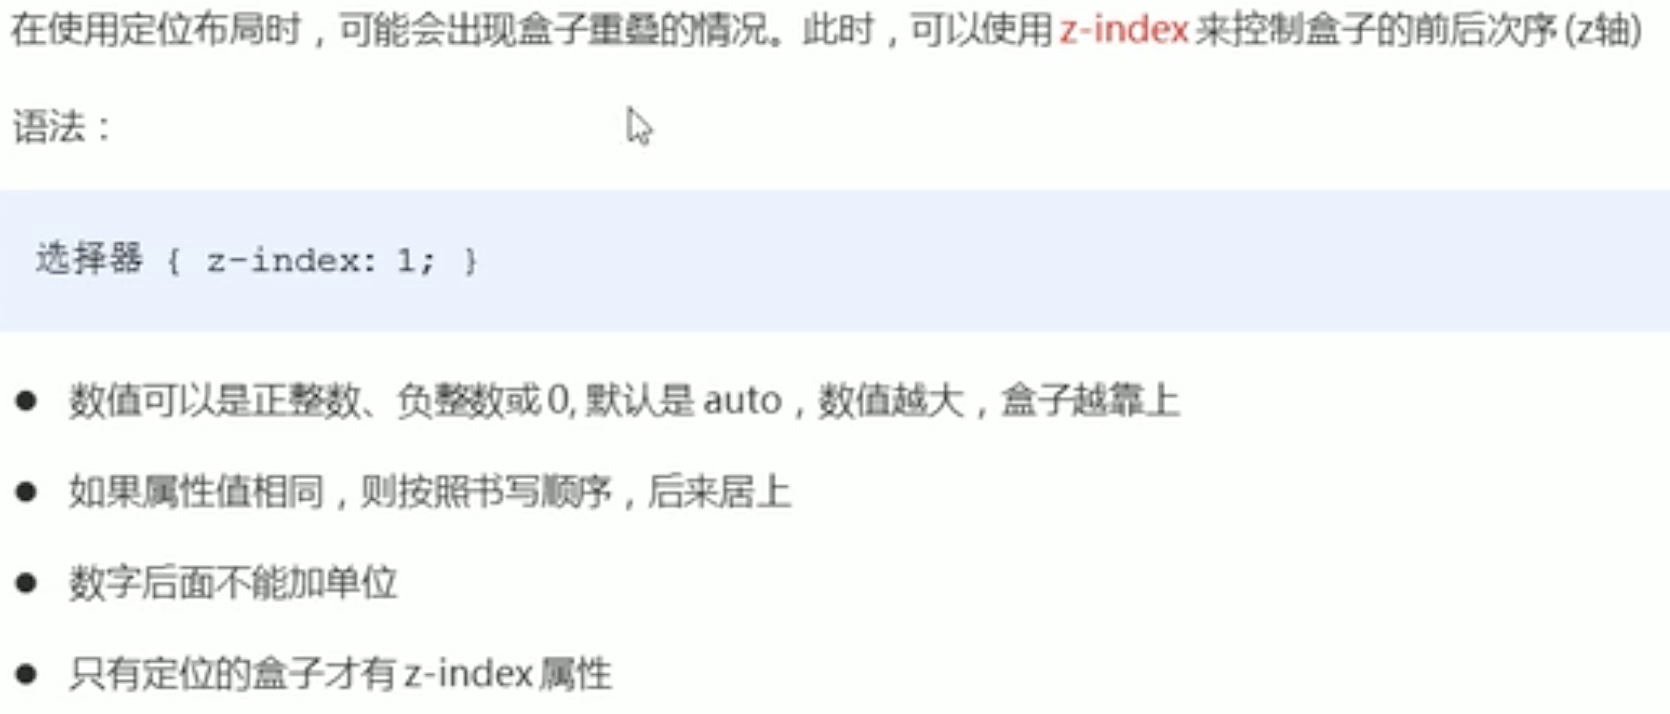 在使用定位布局时，可能会出现盒子重叠的情况。此时，可以使用 z-index 来控制盒子的前后次序 (z轴)
语法：
选择器 { z-index: 1; }
● 数值可以是正整数、负整数或 0, 默认是 auto，数值越大，盒子越靠上
● 如果属性值相同，则按照书写顺序，后来居上
● 数字后面不能加单位
● 只有定位的盒子才有 z-index 属性